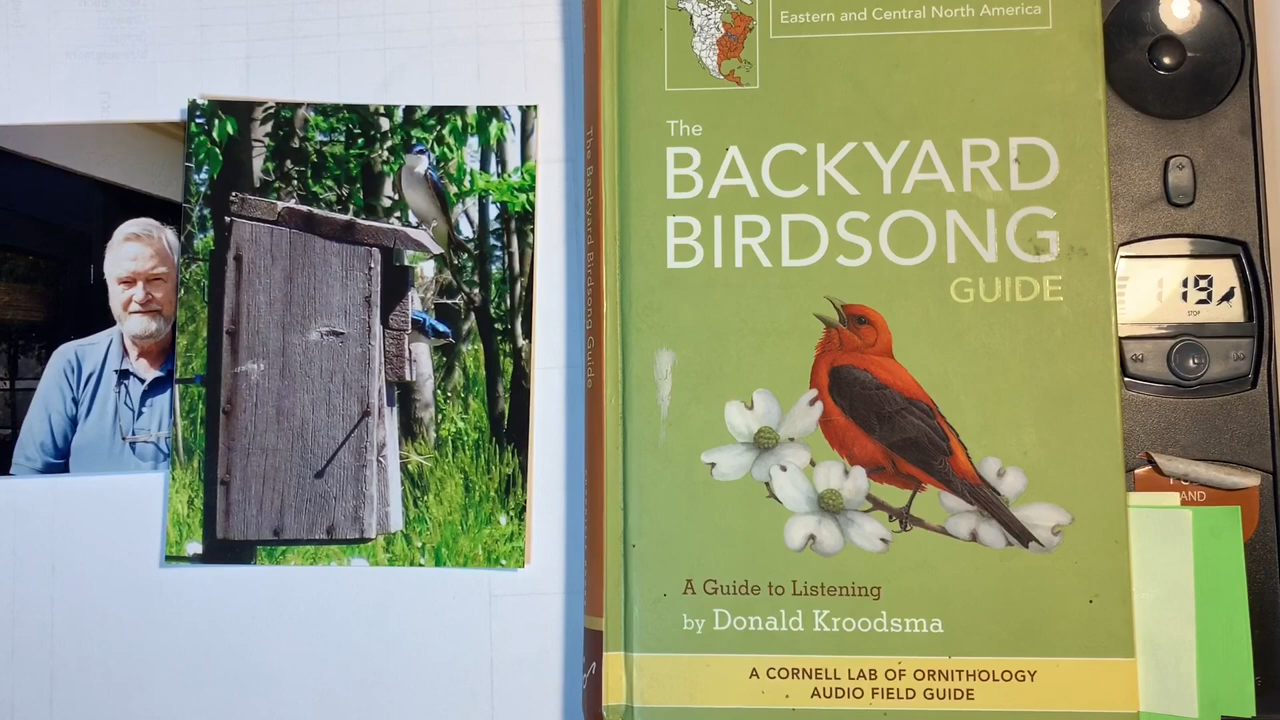 Eastern and Central North America
The
BACKYARD
BIRDSONG
GUIDE
A Guide to Listening
by Donald Kroodsma
A CORNELL LAB OF ORNITHOLOGY
AUDIO FIELD GUIDE
The Backyard Birdsong Guide
19
STOP
AND